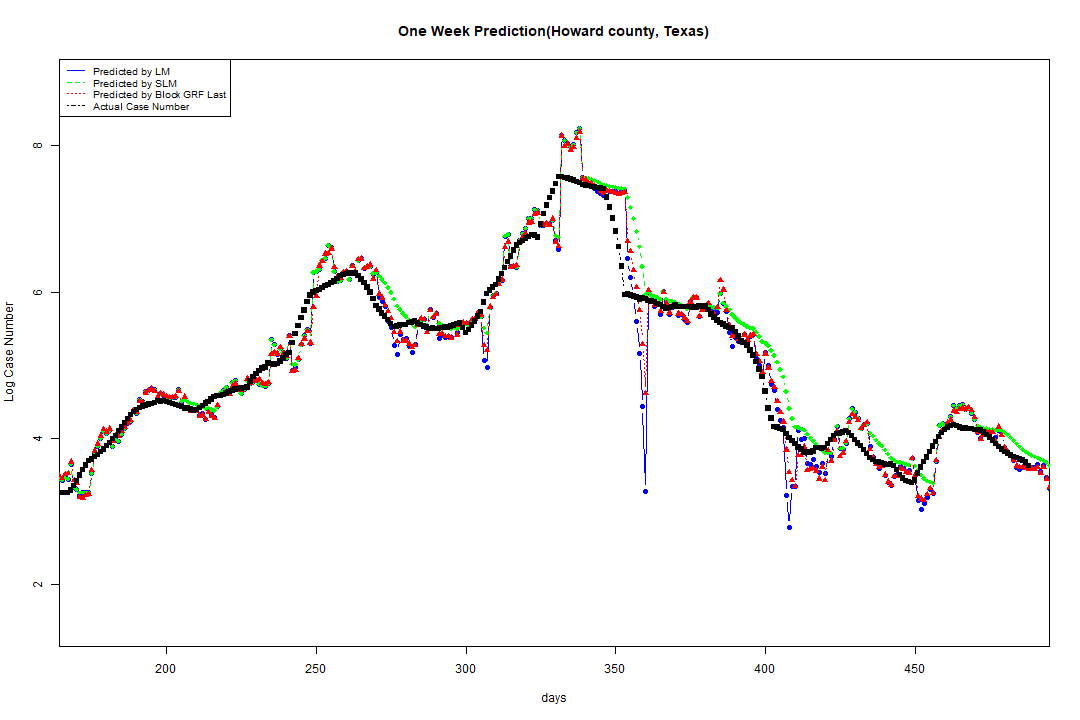 One Week Prediction(Howard county, Texas)
Predicted by LM
Predicted by SLM
Predicted by Block GRF Last
Actual Case Number
8
6
4
2
Log Case Number
200 250 300 350 400 450
days